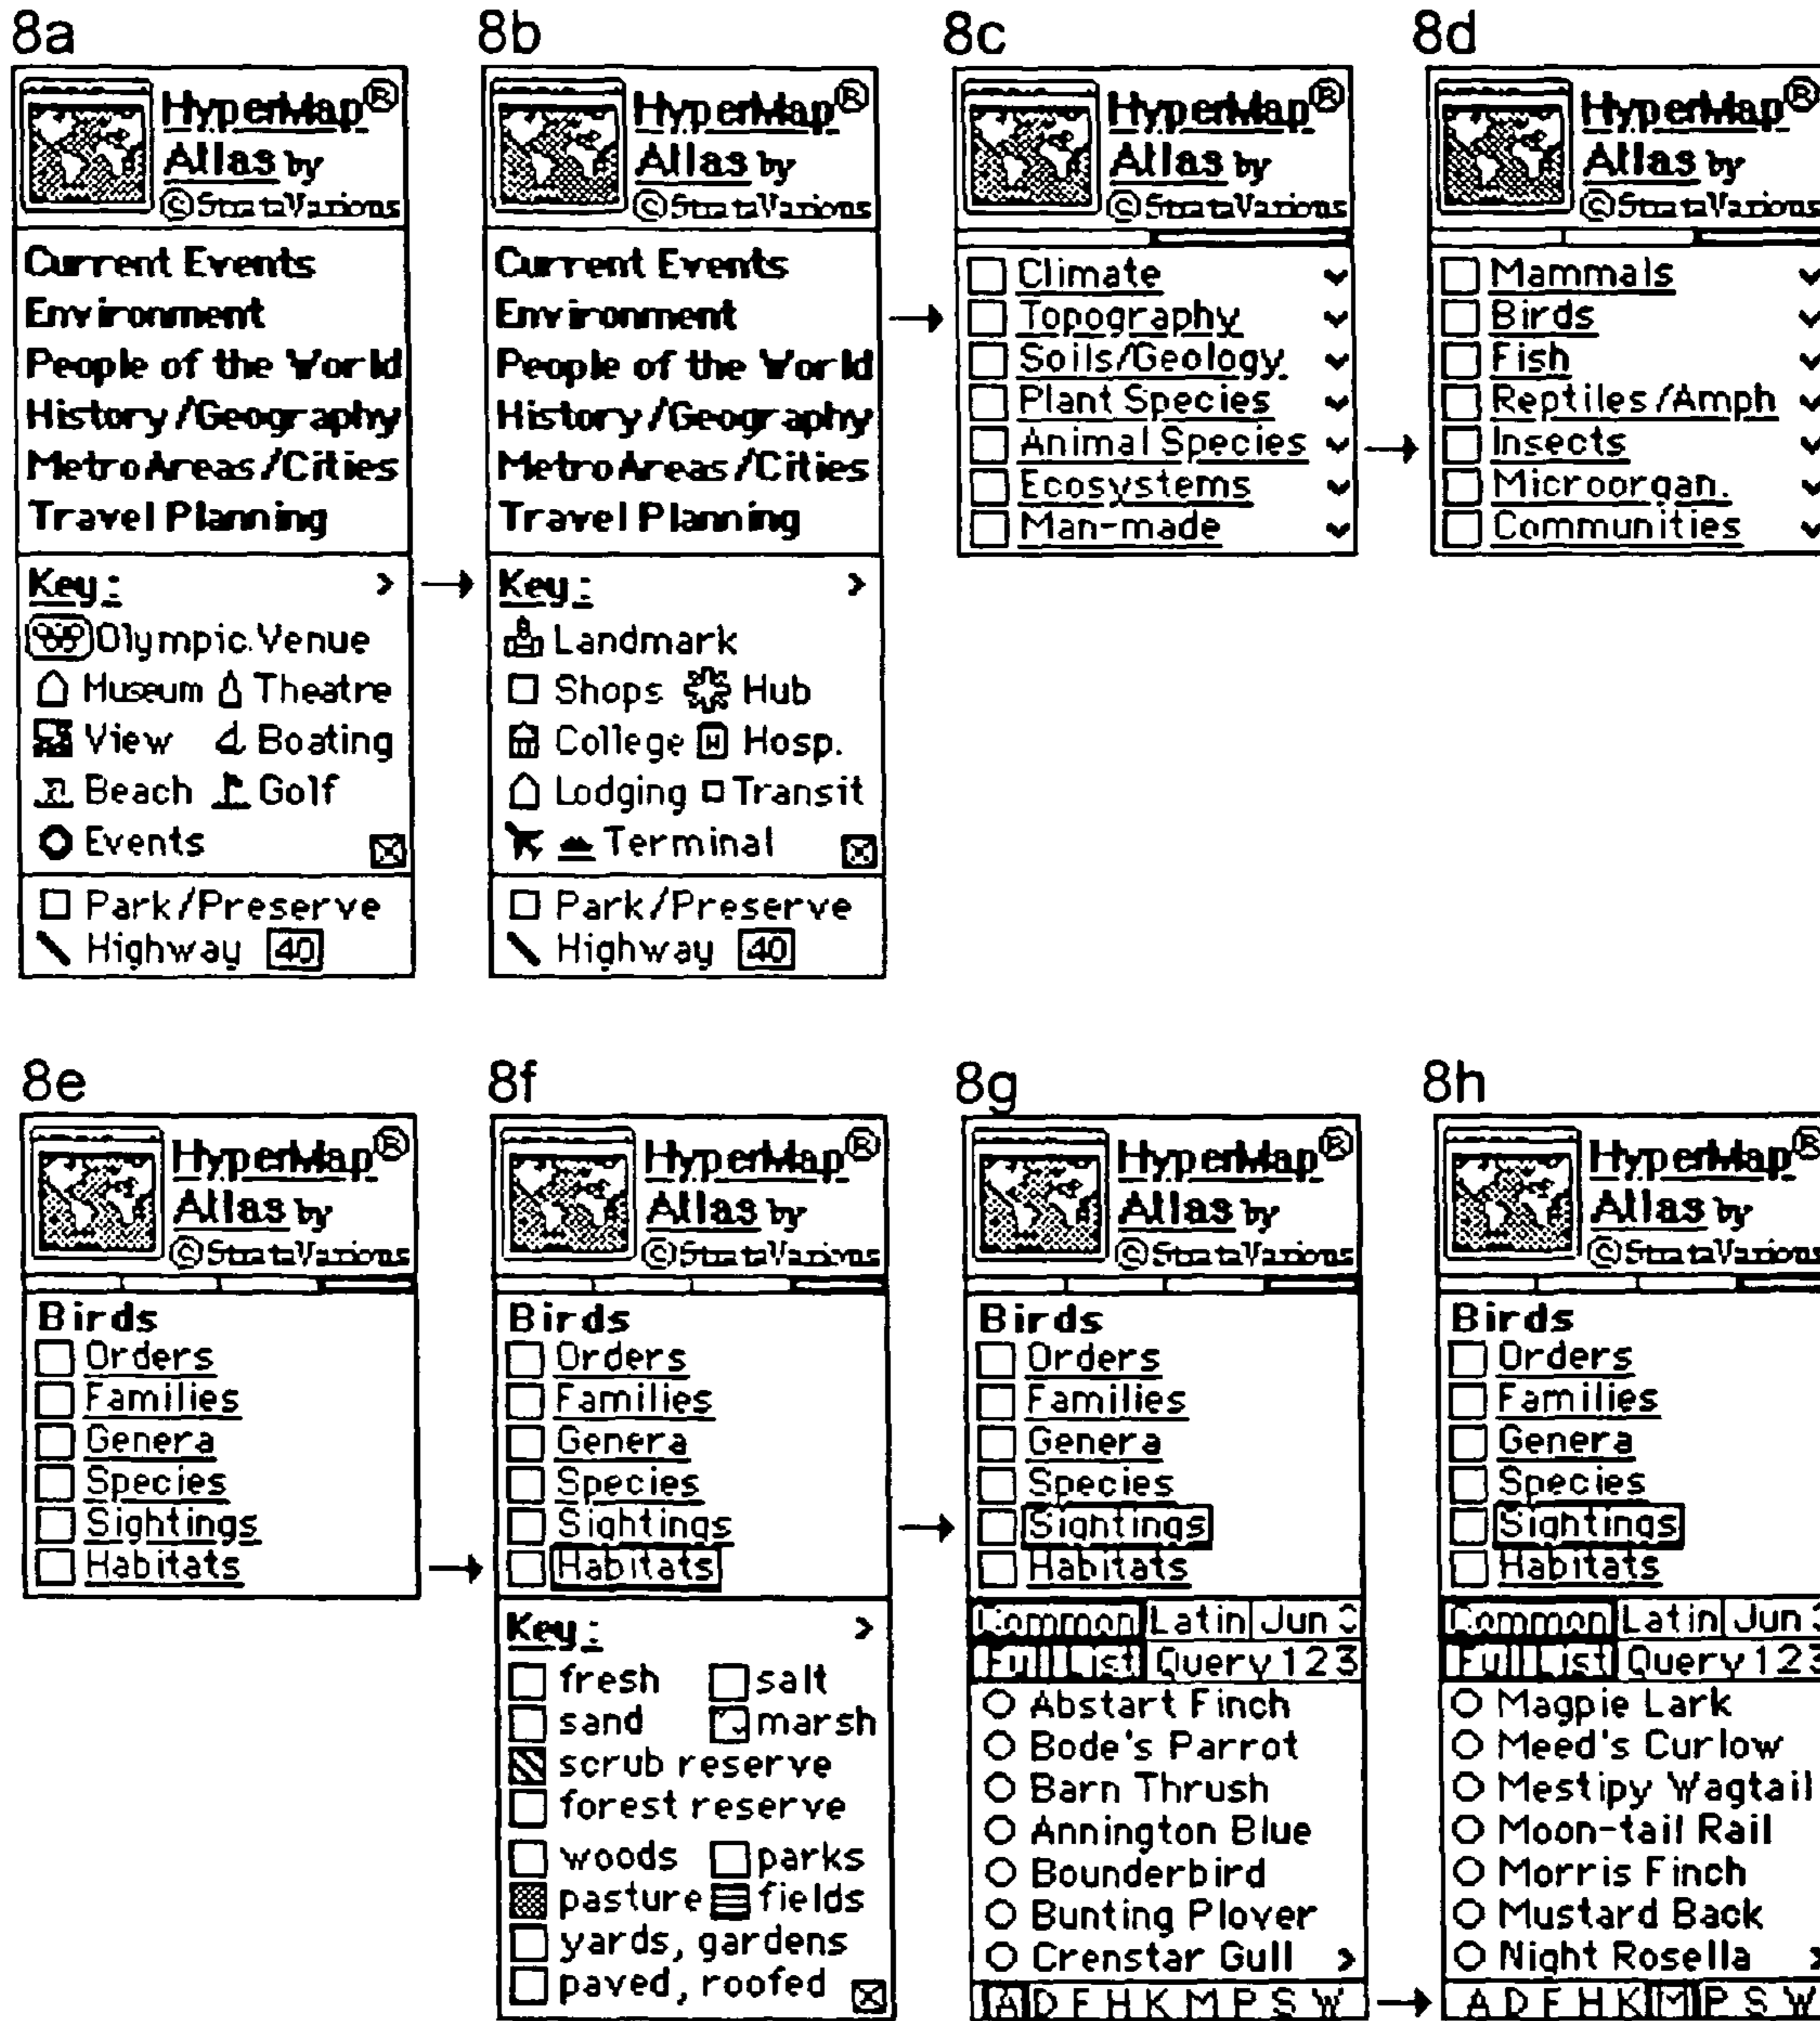 8a
HyperMap®
Atlas by
©StrataVarious
Current Events
Environment
People of the World
History/Geography
Metro Areas/Cities
Travel Planning
Key: >
Olympic Venue
Museum Theatre
View Boating
Beach Golf
Events
Park/Preserve
Highway 40
8b
HyperMap®
Atlas by
©StrataVarious
Current Events
Environment
People of the World
History/Geography
Metro Areas/Cities
Travel Planning
Key: >
Landmark
Shops Hub
College H Hosp.
Lodging Transit
Terminal
Park/Preserve
Highway 40
8c
HyperMap®
Atlas by
©StrataVarious
Climate
Topography
Soils/Geology
Plant Species
Animal Species
Ecosystems
Man-made
8d
HyperMap®
Atlas by
©StrataVarious
Mammals
Birds
Fish
Reptiles/Amph
Insects
Microorgan.
Communities
8e
HyperMap®
Atlas by
©StrataVarious
Birds
Orders
Families
Genera
Species
Sightings
Habitats
8f
HyperMap®
Atlas by
©StrataVarious
Birds
Orders
Families
Genera
Species
Sightings
Habitats
Key: >
fresh salt
sand marsh
scrub reserve
forest reserve
woods parks
pasture fields
yards, gardens
paved, roofed
8g
HyperMap®
Atlas by
©StrataVarious
Birds
Orders
Families
Genera
Species
Sightings
Habitats
Common Latin Jun
Full List Query 123
Abstart Finch
Bode's Parrot
Barn Thrush
Annington Blue
Bounderbird
Bunting Plover
Crenstar Gull >
A D F H K M P S W
8h
HyperMap®
Atlas by
©StrataVarious
Birds
Orders
Families
Genera
Species
Sightings
Habitats
Common Latin Jun
Full List Query 123
Magpie Lark
Meed's Curlow
Mestipy Wagtail
Moon-tail Rail
Morris Finch
Mustard Back
Night Rosella >
A D F H K M P S W